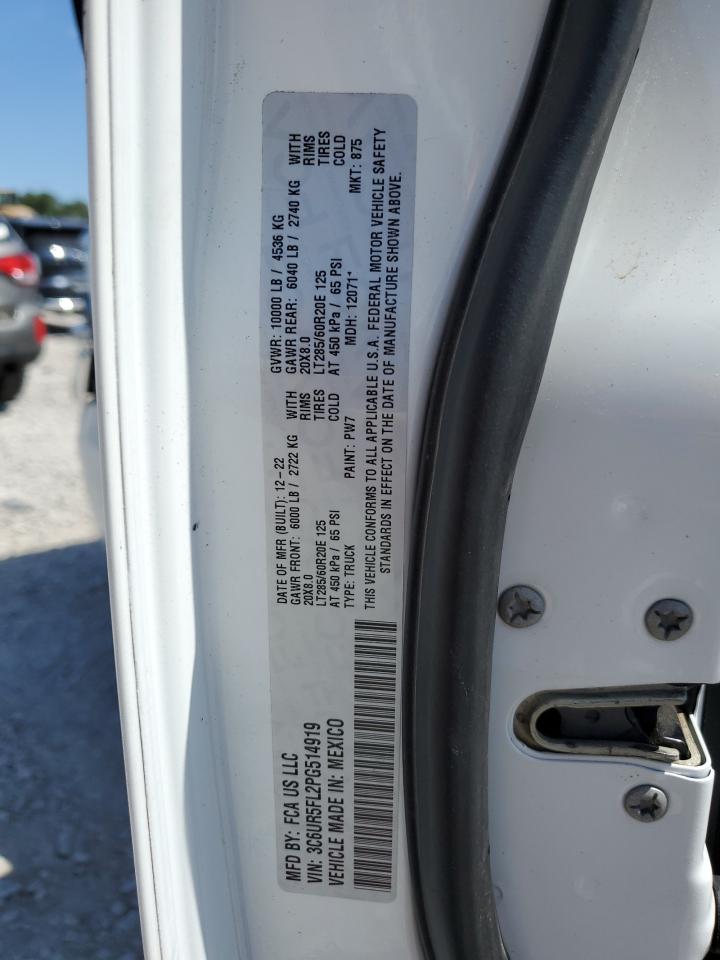 MFD BY: FCA US LLC
VIN: 3C6UR5FL2PG514919
VEHICLE MADE IN: MEXICO
DATE OF MFR (BUILT): 12-22 GVWR: 10000 LB / 4536 KG
GAWR FRONT: 6000 LB / 2722 KG WITH GAWR REAR: 6040 LB / 2740 KG WITH
20X8.0 RIMS 20X8.0 RIMS
LT285/60R20E 125 TIRES LT285/60R20E 125 TIRES
AT 450 kPa / 65 PSI COLD AT 450 kPa / 65 PSI COLD
TYPE: TRUCK PAINT: PW7 MDH: 12071* MKT: 875
THIS VEHICLE CONFORMS TO ALL APPLICABLE U.S.A. FEDERAL MOTOR VEHICLE SAFETY
STANDARDS IN EFFECT ON THE DATE OF MANUFACTURE SHOWN ABOVE.